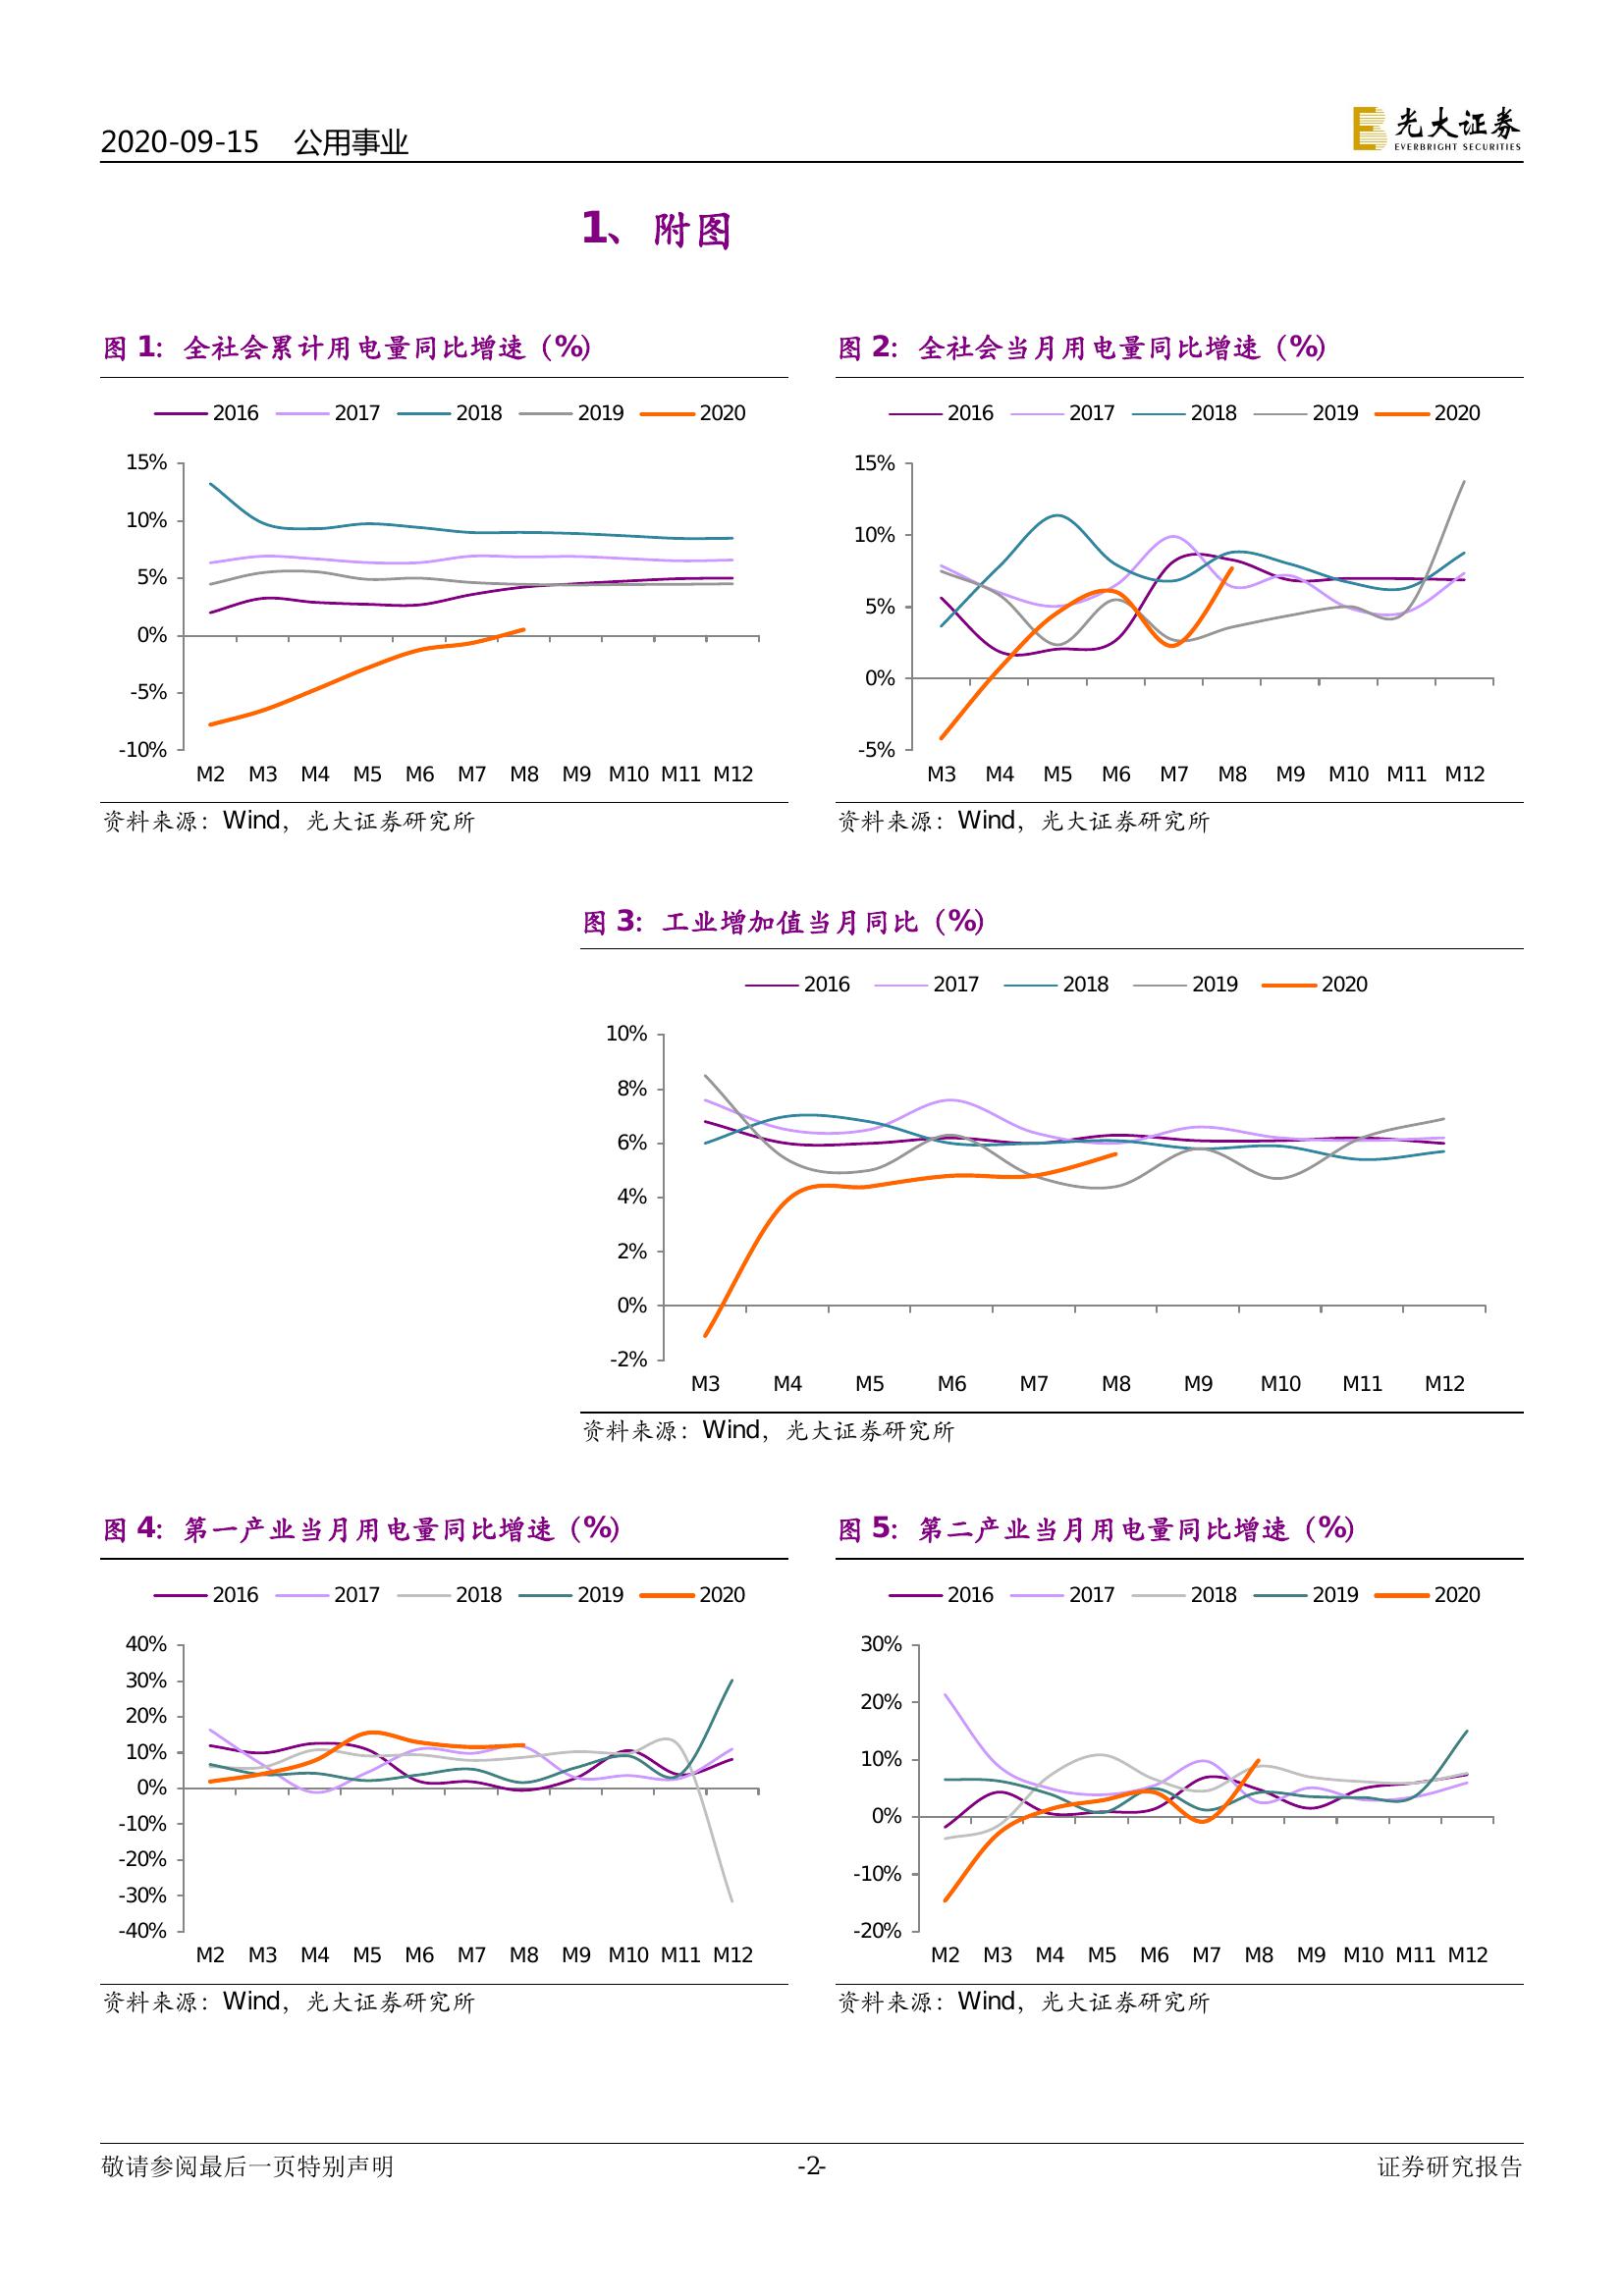 2020-09-15 公用事业
光大证券
EVERBRIGHT SECURITIES
1、附图
图 1：全社会累计用电量同比增速（%）
2016 2017 2018 2019 2020
15%
10%
5%
0%
-5%
-10%
M2 M3 M4 M5 M6 M7 M8 M9 M10 M11 M12
资料来源：Wind，光大证券研究所
图 2：全社会当月用电量同比增速（%）
2016 2017 2018 2019 2020
15%
10%
5%
0%
-5%
M3 M4 M5 M6 M7 M8 M9 M10 M11 M12
资料来源：Wind，光大证券研究所
图 3：工业增加值当月同比（%）
2016 2017 2018 2019 2020
10%
8%
6%
4%
2%
0%
-2%
M3 M4 M5 M6 M7 M8 M9 M10 M11 M12
资料来源：Wind，光大证券研究所
图 4：第一产业当月用电量同比增速（%）
2016 2017 2018 2019 2020
40%
30%
20%
10%
0%
-10%
-20%
-30%
-40%
M2 M3 M4 M5 M6 M7 M8 M9 M10 M11 M12
资料来源：Wind，光大证券研究所
图 5：第二产业当月用电量同比增速（%）
2016 2017 2018 2019 2020
30%
20%
10%
0%
-10%
-20%
M2 M3 M4 M5 M6 M7 M8 M9 M10 M11 M12
资料来源：Wind，光大证券研究所
敬请参阅最后一页特别声明 -2- 证券研究报告